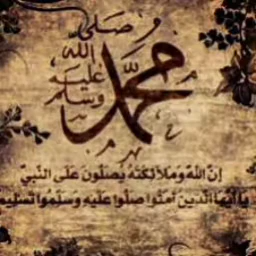 محمد
صلى
الله
عليه
وسلم
إن الله وملائكته يصلون على النبي
يا أيها الذين آمنوا صلوا عليه وسلموا تسليما